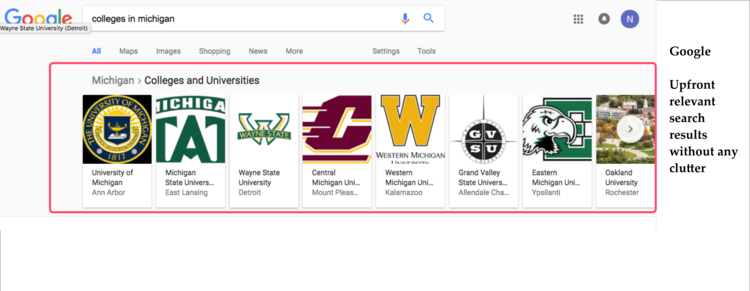 Google
Wayne State University (Detroit)
colleges in michigan
N
All Maps Images Shopping News More Settings Tools
Michigan › Colleges and Universities
THE UNIVERSITY OF MICHIGAN
1817
MICHIGA
TA
WAYNE STATE
C
W
WESTERN MICHIGAN
UNIVERSITY
GVSU
E
University of
Michigan
Ann Arbor
Michigan
State Univers...
East Lansing
Wayne State
University
Detroit
Central
Michigan Uni...
Mount Pleas...
Western
Michigan Uni...
Kalamazoo
Grand Valley
State Univers...
Allendale Cha...
Eastern
Michigan Uni...
Ypsilanti
Oakland
University
Rochester
Google
Upfront
relevant
search
results
without any
clutter